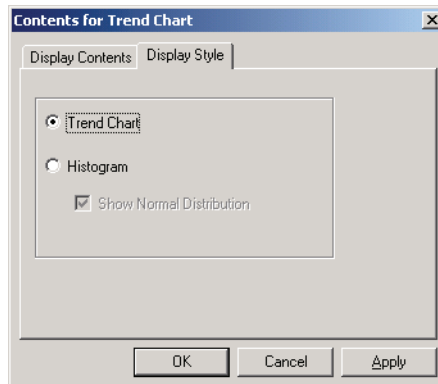 Contents for Trend Chart
Display Contents Display Style
Trend Chart
Histogram
Show Normal Distribution
OK Cancel Apply